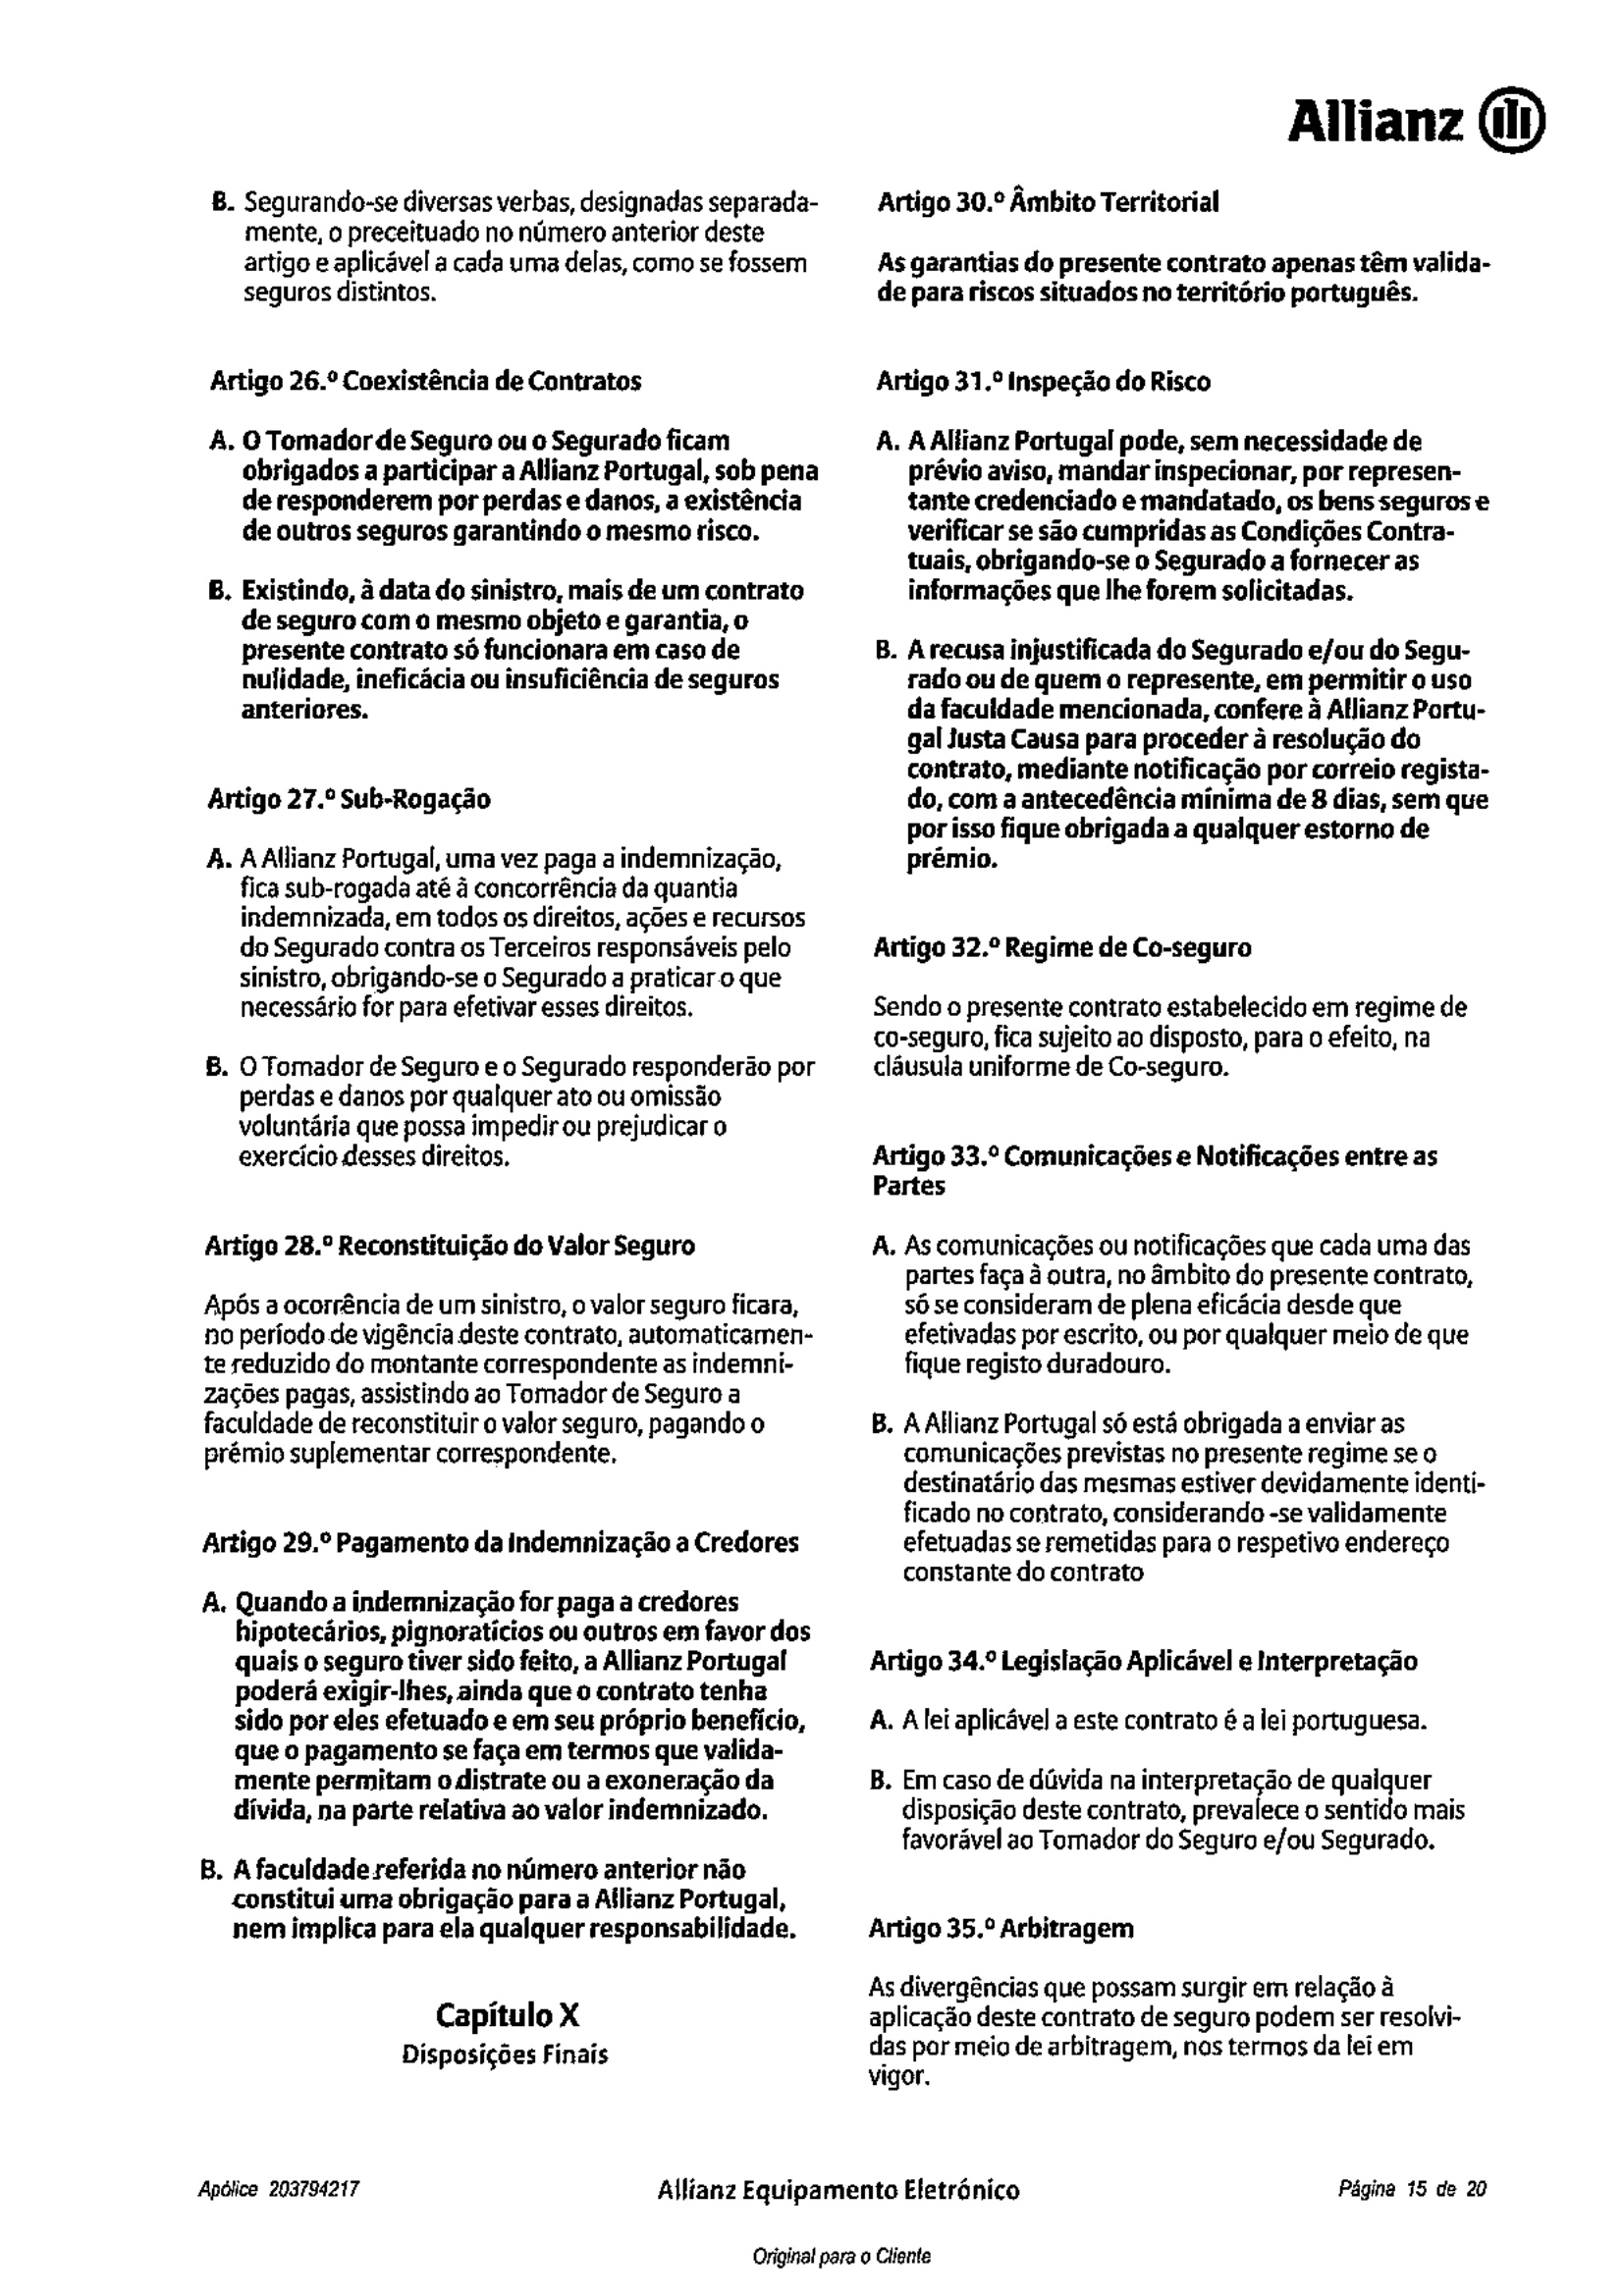 Allianz
B. Segurando-se diversas verbas, designadas separada-
mente, o preceituado no número anterior deste
artigo e aplicável a cada uma delas, como se fossem
seguros distintos.
Artigo 26.º Coexistência de Contratos
A. O Tomador de Seguro ou o Segurado ficam
obrigados a participar a Allianz Portugal, sob pena
de responderem por perdas e danos, a existência
de outros seguros garantindo o mesmo risco.
B. Existindo, à data do sinistro, mais de um contrato
de seguro com o mesmo objeto e garantia, o
presente contrato só funcionara em caso de
nulidade, ineficácia ou insuficiência de seguros
anteriores.
Artigo 27.º Sub-Rogação
A. A Allianz Portugal, uma vez paga a indemnização,
fica sub-rogada até à concorrência da quantia
indemnizada, em todos os direitos, ações e recursos
do Segurado contra os Terceiros responsáveis pelo
sinistro, obrigando-se o Segurado a praticar o que
necessário for para efetivar esses direitos.
B. O Tomador de Seguro e o Segurado responderão por
perdas e danos por qualquer ato ou omissão
voluntária que possa impedir ou prejudicar o
exercício desses direitos.
Artigo 28.º Reconstituição do Valor Seguro
Após a ocorrência de um sinistro, o valor seguro ficara,
no período de vigência deste contrato, automaticamen-
te reduzido do montante correspondente as indemni-
zações pagas, assistindo ao Tomador de Seguro a
faculdade de reconstituir o valor seguro, pagando o
prémio suplementar correspondente.
Artigo 29.º Pagamento da Indemnização a Credores
A. Quando a indemnização for paga a credores
hipotecários, pignoratícios ou outros em favor dos
quais o seguro tiver sido feito, a Allianz Portugal
poderá exigir-lhes, ainda que o contrato tenha
sido por eles efetuado e em seu próprio benefício,
que o pagamento se faça em termos que valida-
mente permitam o distrate ou a exoneração da
dívida, na parte relativa ao valor indemnizado.
B. A faculdade referida no número anterior não
constitui uma obrigação para a Allianz Portugal,
nem implica para ela qualquer responsabilidade.
Capítulo X
Disposições Finais
Artigo 30.º Âmbito Territorial
As garantias do presente contrato apenas têm valida-
de para riscos situados no território português.
Artigo 31.º Inspeção do Risco
A. A Allianz Portugal pode, sem necessidade de
prévio aviso, mandar inspecionar, por represen-
tante credenciado e mandatado, os bens seguros e
verificar se são cumpridas as Condições Contra-
tuais, obrigando-se o Segurado a fornecer as
informações que lhe forem solicitadas.
B. A recusa injustificada do Segurado e/ou do Segu-
rado ou de quem o represente, em permitir o uso
da faculdade mencionada, confere à Allianz Portu-
gal Justa Causa para proceder à resolução do
contrato, mediante notificação por correio regista-
do, com a antecedência mínima de 8 dias, sem que
por isso fique obrigada a qualquer estorno de
prémio.
Artigo 32.º Regime de Co-seguro
Sendo o presente contrato estabelecido em regime de
co-seguro, fica sujeito ao disposto, para o efeito, na
cláusula uniforme de Co-seguro.
Artigo 33.º Comunicações e Notificações entre as
Partes
A. As comunicações ou notificações que cada uma das
partes faça à outra, no âmbito do presente contrato,
só se consideram de plena eficácia desde que
efetivadas por escrito, ou por qualquer meio de que
fique registo duradouro.
B. A Allianz Portugal só está obrigada a enviar as
comunicações previstas no presente regime se o
destinatário das mesmas estiver devidamente identi-
ficado no contrato, considerando -se validamente
efetuadas se remetidas para o respetivo endereço
constante do contrato
Artigo 34.º Legislação Aplicável e Interpretação
A. A lei aplicável a este contrato é a lei portuguesa.
B. Em caso de dúvida na interpretação de qualquer
disposição deste contrato, prevalece o sentido mais
favorável ao Tomador do Seguro e/ou Segurado.
Artigo 35.º Arbitragem
As divergências que possam surgir em relação à
aplicação deste contrato de seguro podem ser resolvi-
das por meio de arbitragem, nos termos da lei em
vigor.
Apólice 203794217
Allianz Equipamento Eletrónico
Página 15 de 20
Original para o Cliente